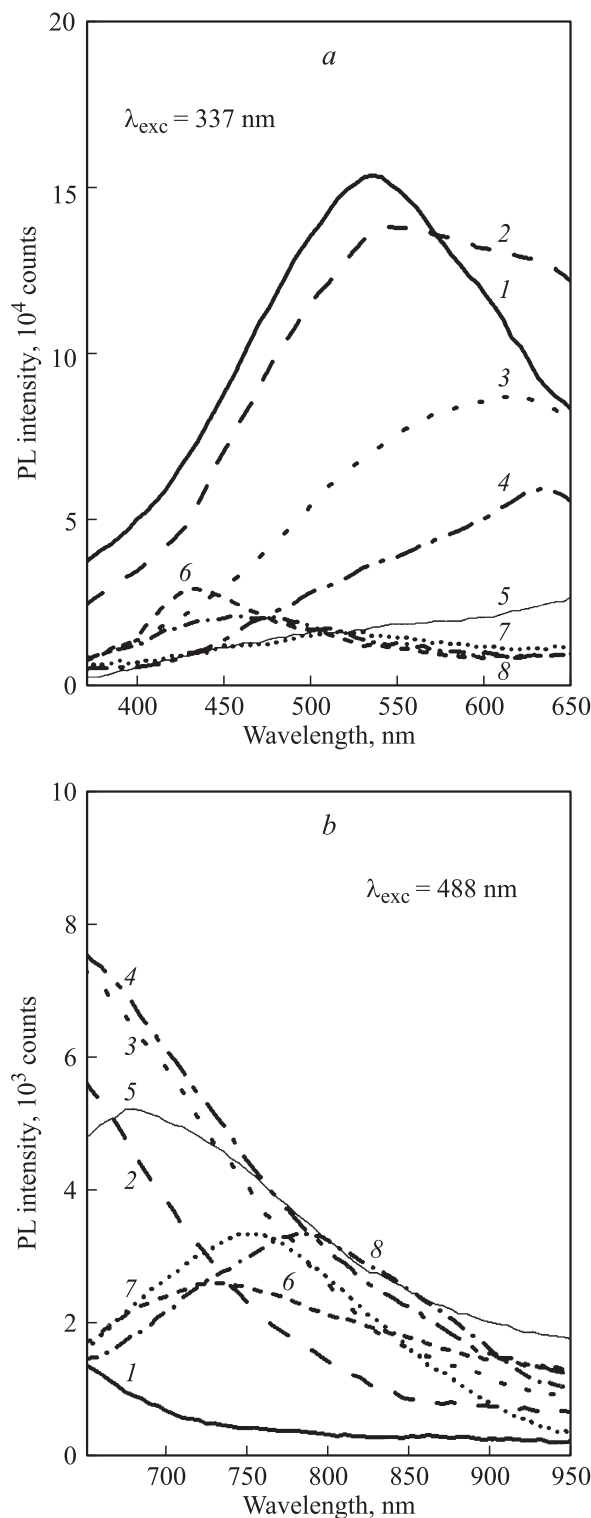 20
a
λexc = 337 nm
15
2
1
PL intensity, 10⁴ counts
10
3
4
5
6
5
7
8
0
400 450 500 550 600 650
Wavelength, nm
10
b
λexc = 488 nm
8
4
3
PL intensity, 10³ counts
6
5
2
4
8
7
6
2
1
0
700 750 800 850 900 950
Wavelength, nm